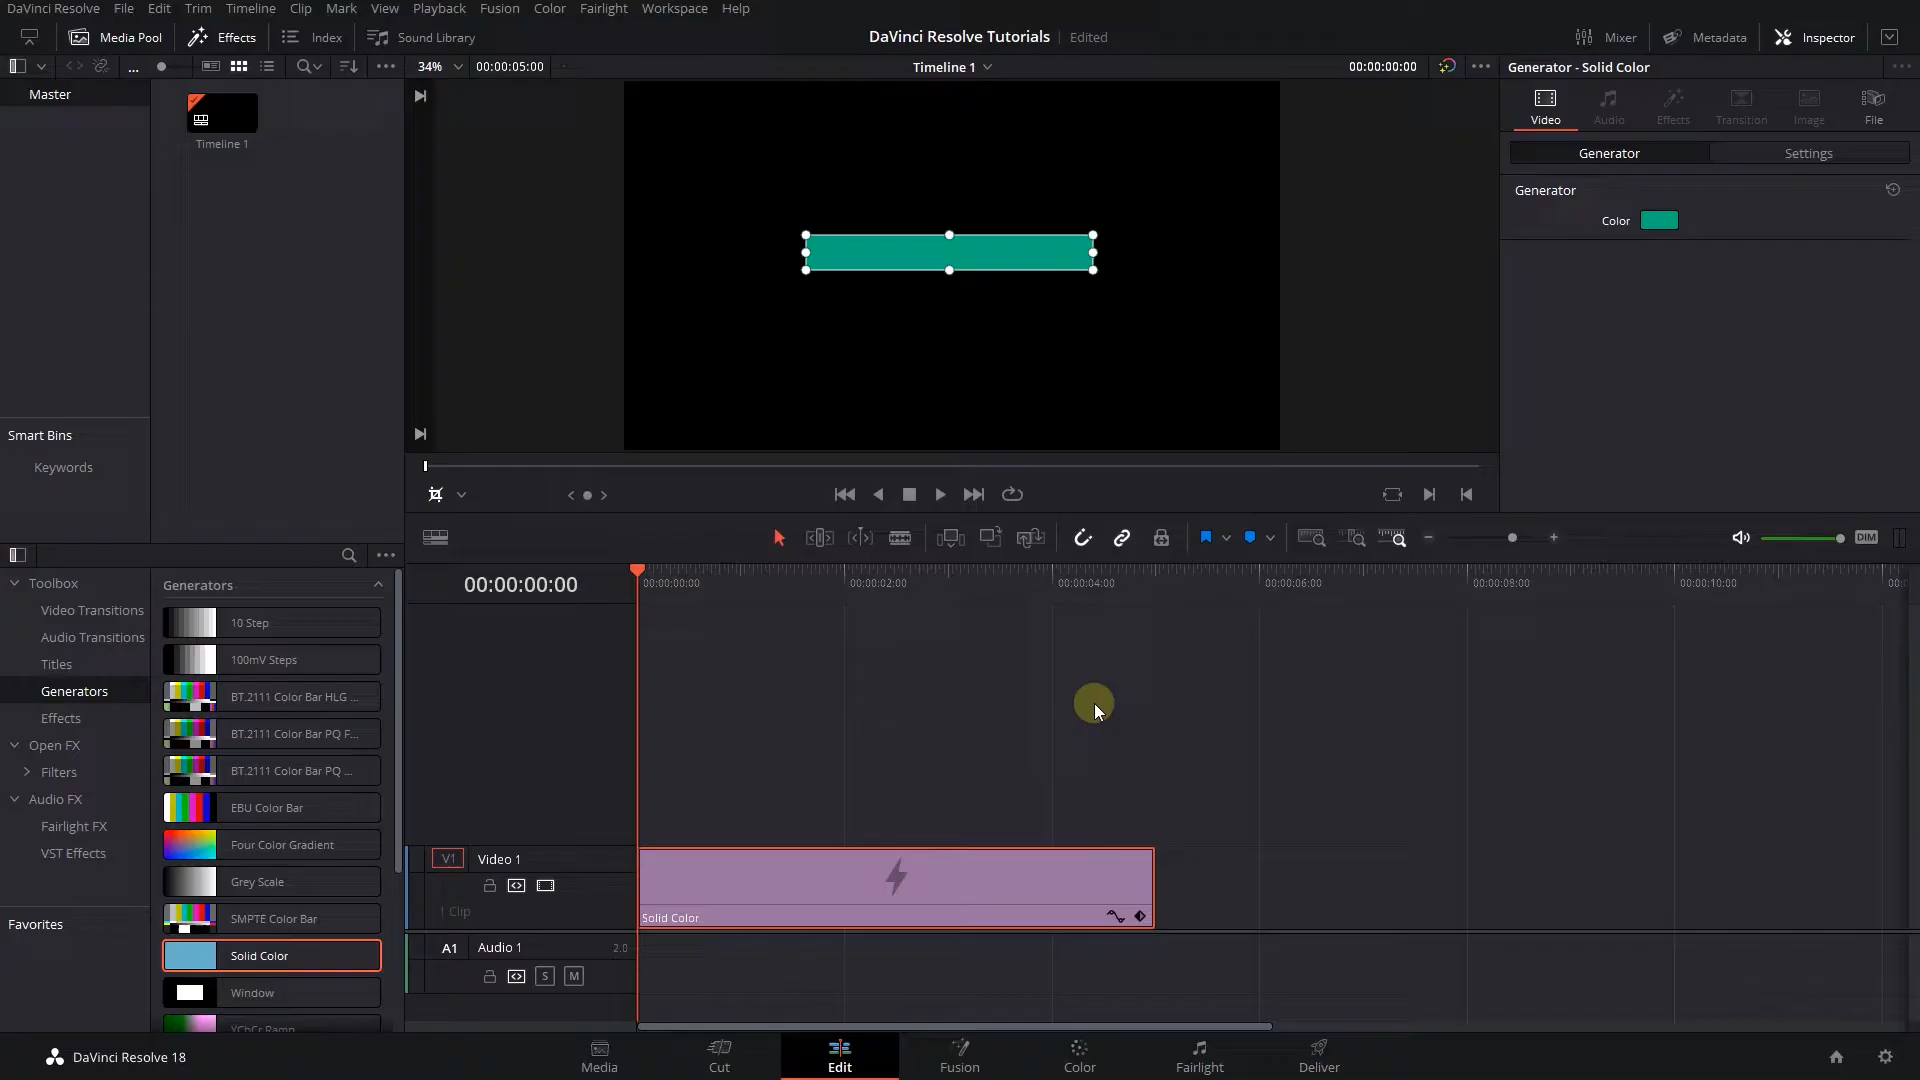 DaVinci Resolve File Edit Trim Timeline Clip Mark View Playback Fusion Color Fairlight Workspace Help
Media Pool Effects Index Sound Library DaVinci Resolve Tutorials Edited Mixer Metadata Inspector
34% 00:00:05:00 Timeline 1 00:00:00:00 Generator - Solid Color
Master
Timeline 1
Video Audio Effects Transition Image File
Generator Settings
Generator
Color
Smart Bins
Keywords
DIM
Toolbox
Video Transitions
Audio Transitions
Titles
Generators
Effects
Open FX
Filters
Audio FX
Fairlight FX
VST Effects
Favorites
Generators
10 Step
100mV Steps
BT.2111 Color Bar HLG ...
BT.2111 Color Bar PQ F...
BT.2111 Color Bar PQ ...
EBU Color Bar
Four Color Gradient
Grey Scale
SMPTE Color Bar
Solid Color
Window
YCbCr Ramp
00:00:00:00
00:00:00:00 00:00:02:00 00:00:04:00 00:00:06:00 00:00:08:00 00:00:10:00
V1 Video 1
1 Clip
Solid Color
A1 Audio 1 2.0
S M
DaVinci Resolve 18
Media Cut Edit Fusion Color Fairlight Deliver